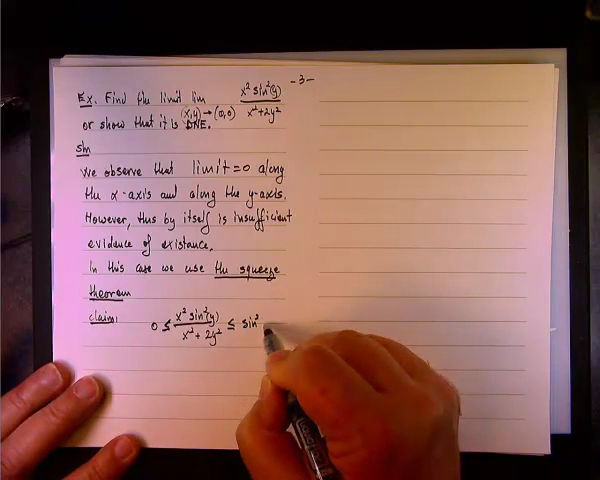 Ex. Find the limit lim x² sin²(y) / x²+2y² -3-
(x,y)→(0,0)
or show that it is DNE.
Sln
We observe that limit=0 along
the x-axis and along the y-axis.
However, this by itself is insufficient
evidence of existance.
In this case we use the squeeze
theorem
claim: 0 ≤ x² sin²(y) / x² + 2y² ≤ sin²